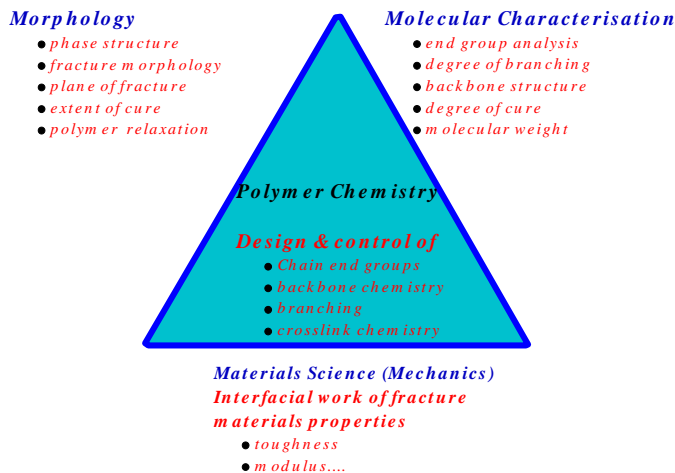 Morphology
● phase structure
● fracture morphology
● plane of fracture
● extent of cure
● polymer relaxation
Molecular Characterisation
● end group analysis
● degree of branching
● backbone structure
● degree of cure
● molecular weight
Polymer Chemistry
Design & control of
● Chain end groups
● backbone chemistry
● branching
● crosslink chemistry
Materials Science (Mechanics)
Interfacial work of fracture
materials properties
● toughness
● modulus....